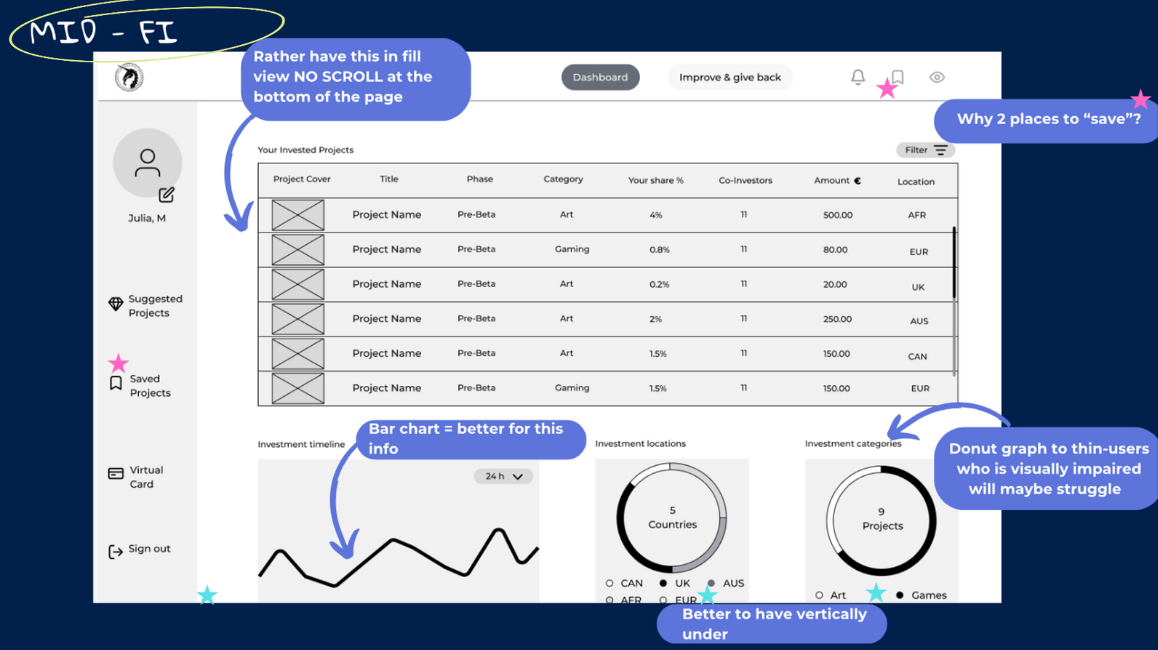 MID - FI
Rather have this in fill
view NO SCROLL at the
bottom of the page
Dashboard
Improve & give back
Why 2 places to “save”?
Julia, M
Suggested
Projects
Saved
Projects
Virtual
Card
Sign out
Your Invested Projects
Filter
Project Cover Title Phase Category Your share % Co-Investors Amount € Location
Project Name Pre-Beta Art 4% 11 500.00 AFR
Project Name Pre-Beta Gaming 0.8% 11 80.00 EUR
Project Name Pre-Beta Art 0.2% 11 20.00 UK
Project Name Pre-Beta Art 2% 11 250.00 AUS
Project Name Pre-Beta Art 1.5% 11 150.00 CAN
Project Name Pre-Beta Gaming 1.5% 11 150.00 EUR
Investment timeline
24 h
Bar chart = better for this
info
Investment locations
5
Countries
CAN UK AUS
AFR EUR
Investment categories
9
Projects
Art Games
Donut graph to thin-users
who is visually impaired
will maybe struggle
Better to have vertically
under